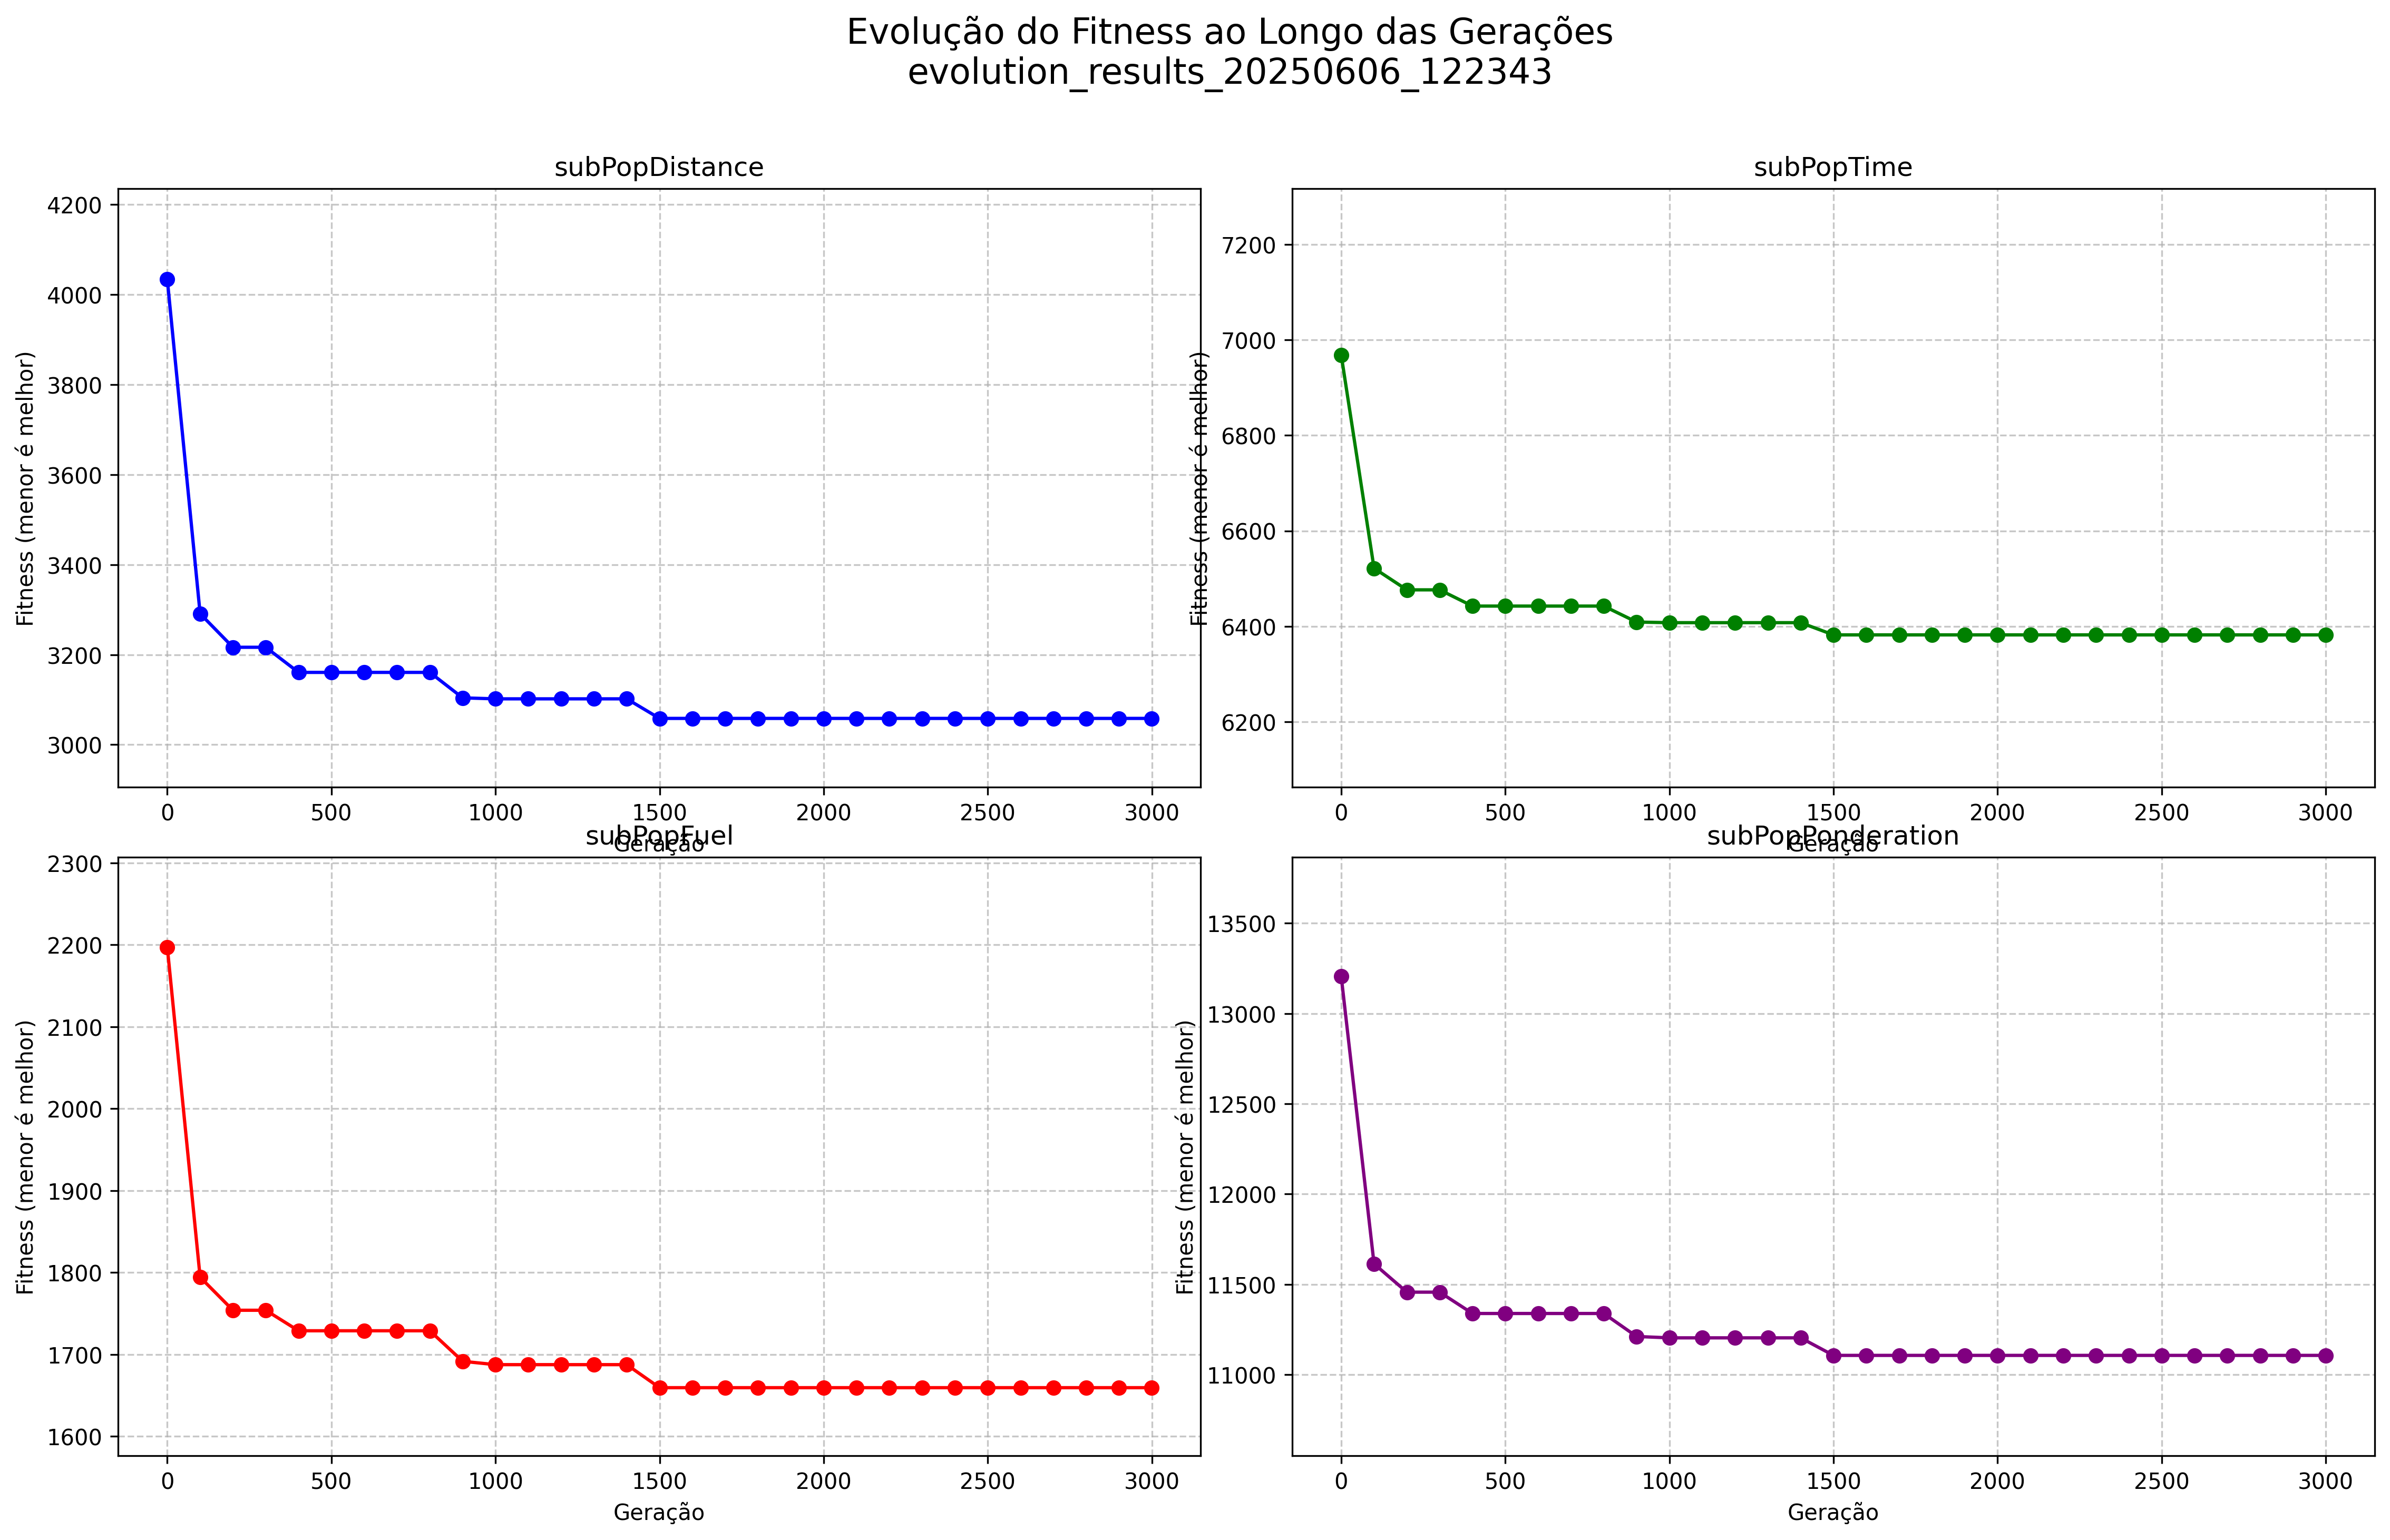 Evolução do Fitness ao Longo das Gerações
evolution_results_20250606_122343
subPopDistance
Fitness (menor é melhor)
4200
4000
3800
3600
3400
3200
3000
0 500 1000 1500 2000 2500 3000
Geração
subPopTime
Fitness (menor é melhor)
7200
7000
6800
6600
6400
6200
0 500 1000 1500 2000 2500 3000
Geração
subPopFuel
Fitness (menor é melhor)
2300
2200
2100
2000
1900
1800
1700
1600
0 500 1000 1500 2000 2500 3000
Geração
subPopPonderation
Fitness (menor é melhor)
13500
13000
12500
12000
11500
11000
0 500 1000 1500 2000 2500 3000
Geração